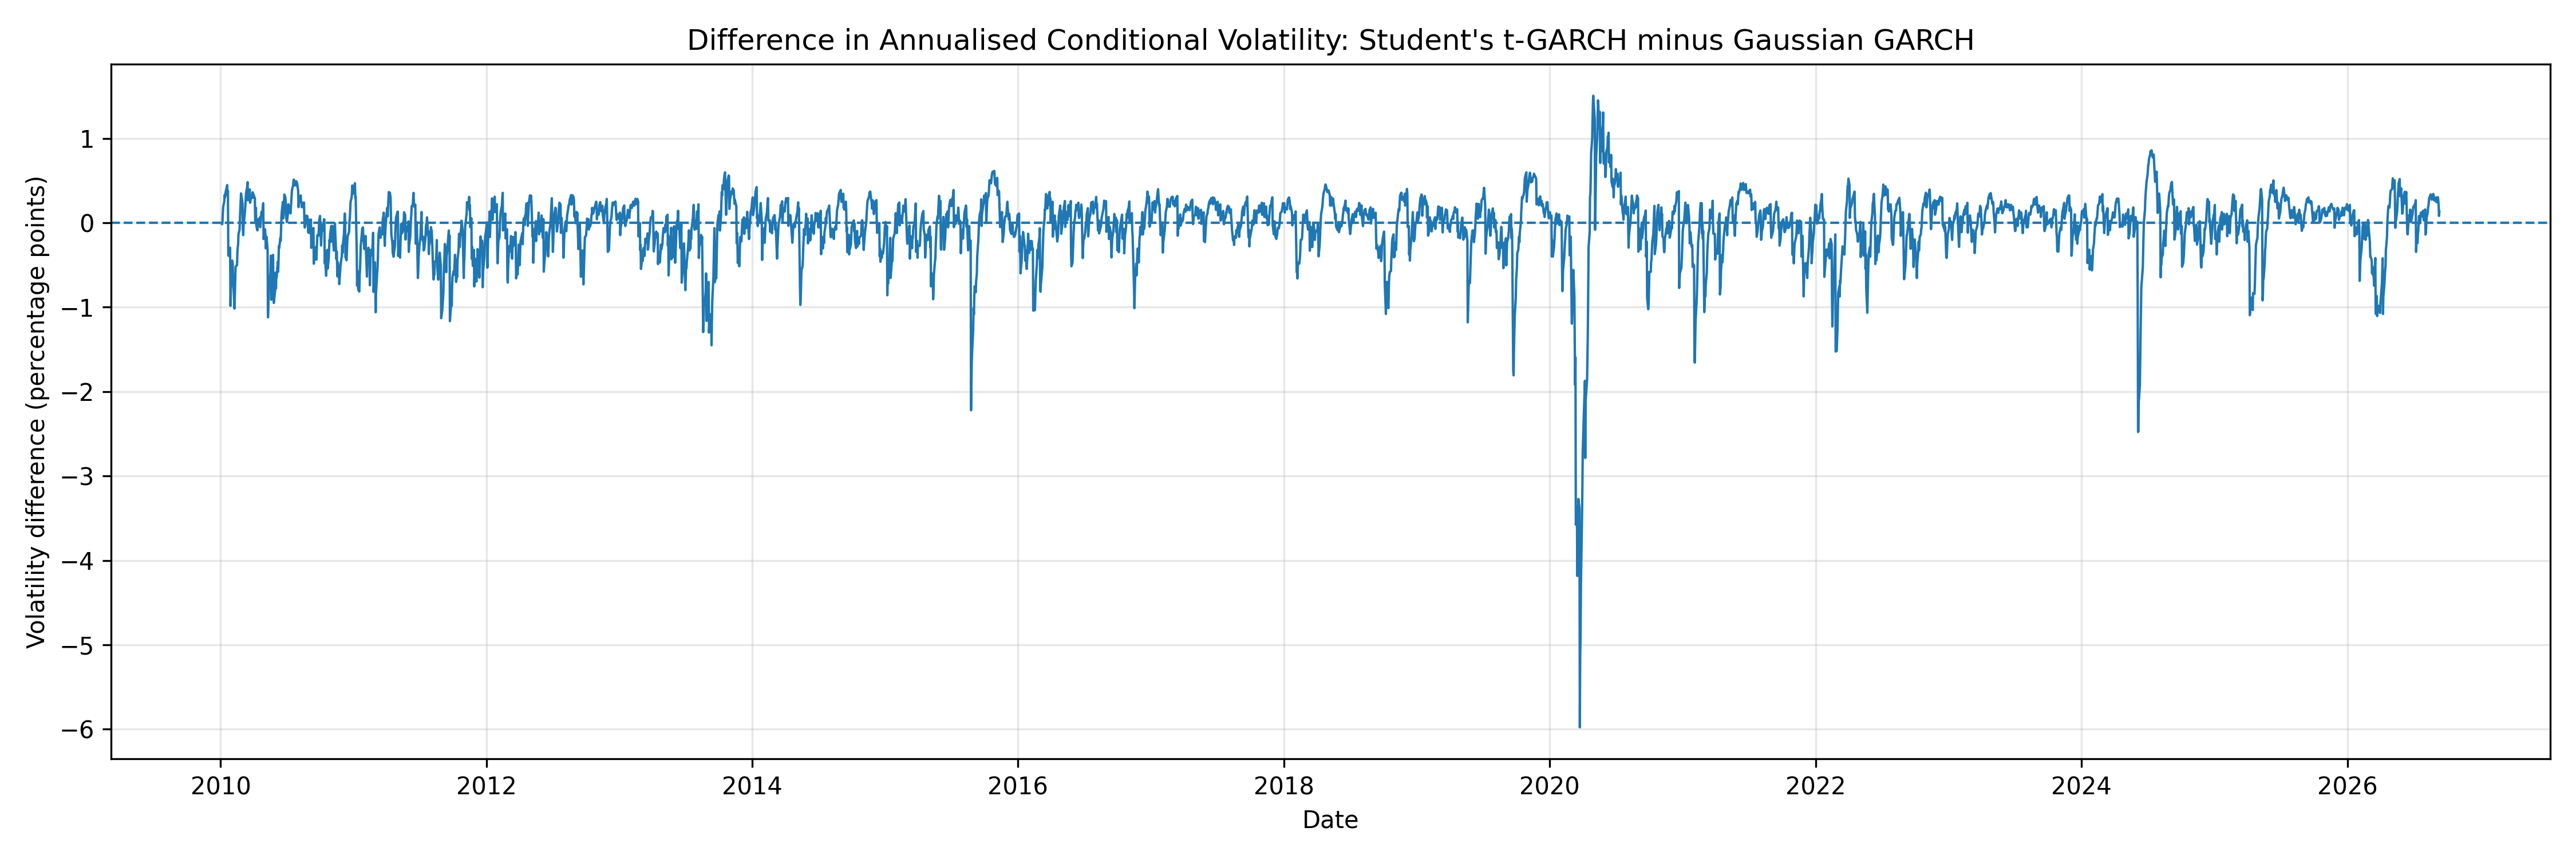 Difference in Annualised Conditional Volatility: Student's t-GARCH minus Gaussian GARCH
Volatility difference (percentage points)
1
0
−1
−2
−3
−4
−5
−6
2010 2012 2014 2016 2018 2020 2022 2024 2026
Date